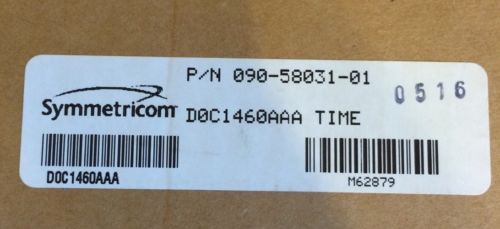 P/N 090-58031-01
0516
Symmetricom
D0C1460AAA TIME
D0C1460AAA
M62879